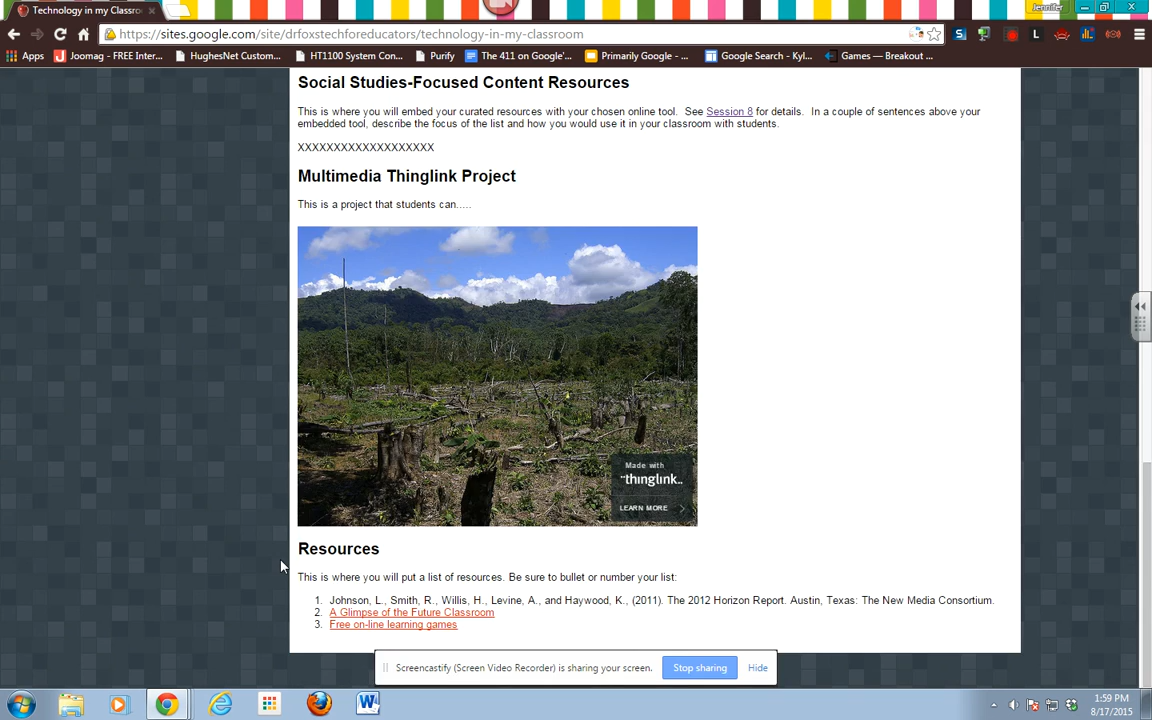 Technology in my Classro
Jennifer
https://sites.google.com/site/drfoxstechforeducators/technology-in-my-classroom
Apps
Joomag - FREE Inter...
HughesNet Custom...
HT1100 System Con...
Purify
The 411 on Google'...
Primarily Google - ...
Google Search - Kyl...
Games — Breakout ...
Social Studies-Focused Content Resources
This is where you will embed your curated resources with your chosen online tool. See Session 8 for details. In a couple of sentences above your
embedded tool, describe the focus of the list and how you would use it in your classroom with students.
XXXXXXXXXXXXXXXXXXX
Multimedia Thinglink Project
This is a project that students can.....
Made with
thinglink..
LEARN MORE
Resources
This is where you will put a list of resources. Be sure to bullet or number your list:
1. Johnson, L., Smith, R., Willis, H., Levine, A., and Haywood, K., (2011). The 2012 Horizon Report. Austin, Texas: The New Media Consortium.
2. A Glimpse of the Future Classroom
3. Free on-line learning games
Screencastify (Screen Video Recorder) is sharing your screen.
Stop sharing
Hide
1:59 PM
8/17/2015